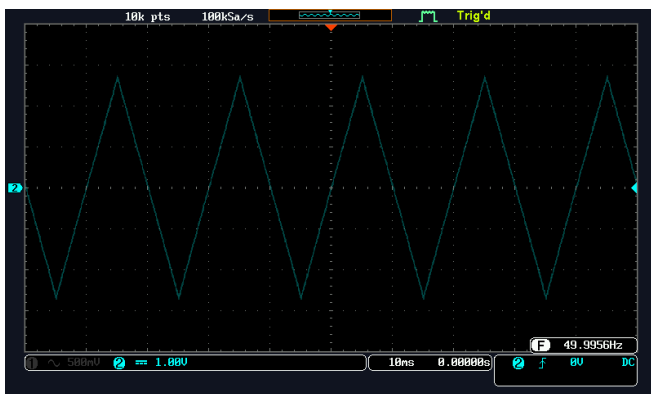 10k pts 100kSa/s Trig'd
2
F 49.9956Hz
1 ~ 500mV 2 1.00V 10ms 0.00000s 2 0V DC